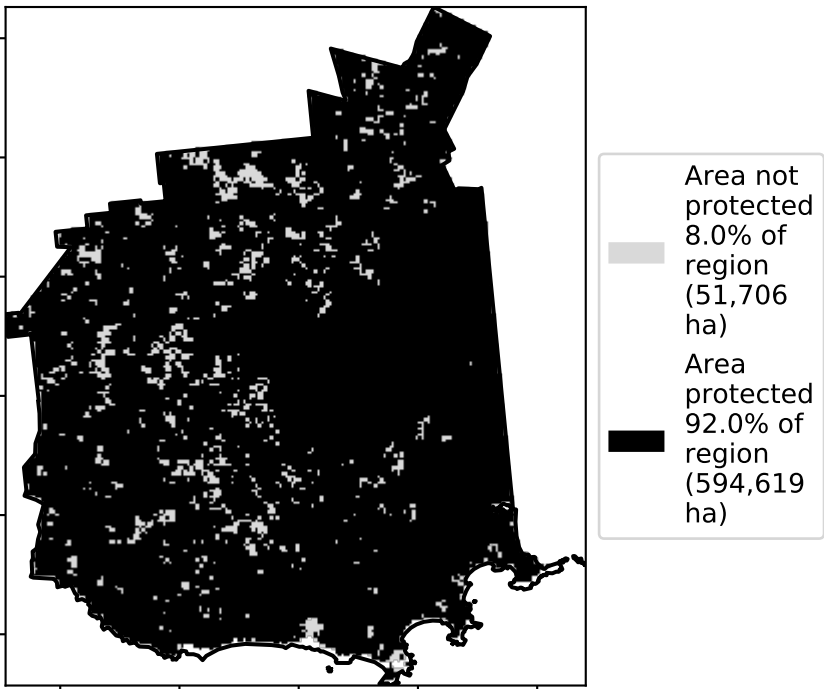 Area not
protected
8.0% of
region
(51,706
ha)
Area
protected
92.0% of
region
(594,619
ha)